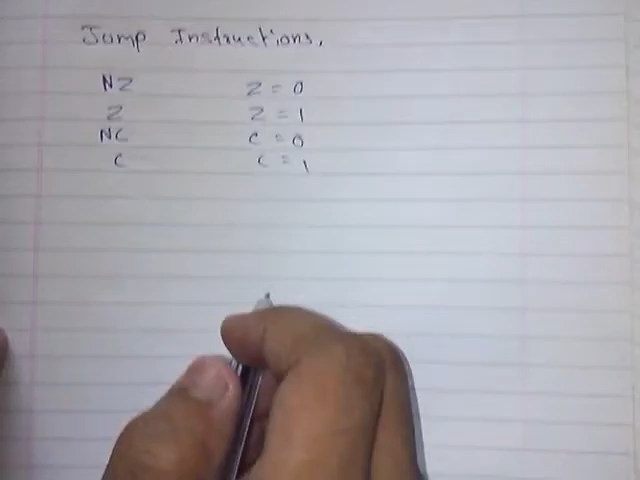 Jump Instructions,
NZ Z = 0
Z Z = 1
NC C = 0
C C = 1